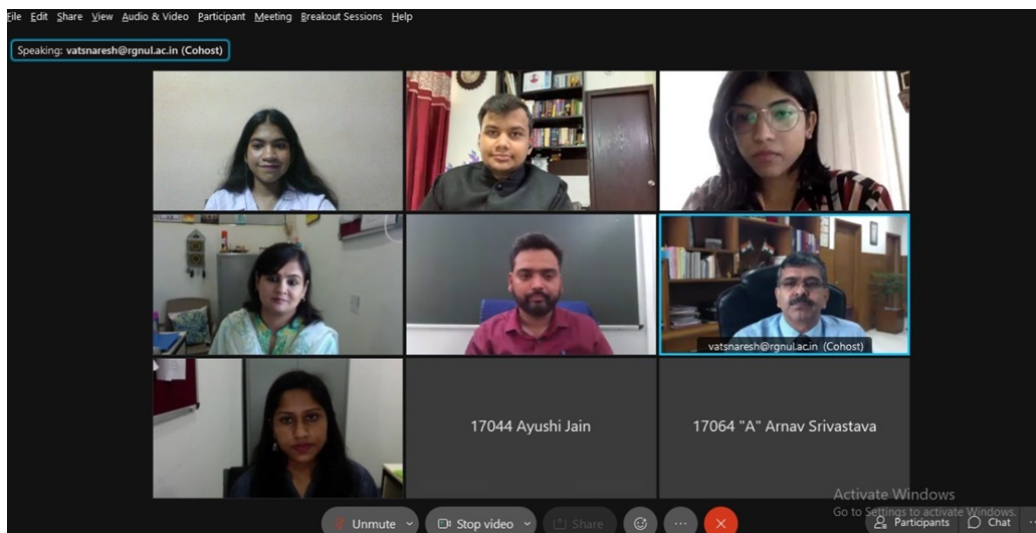 File Edit Share View Audio & Video Participant Meeting Breakout Sessions Help
Speaking: vatsnaresh@rgnul.ac.in (Cohost)
vatsnaresh@rgnul.ac.in (Cohost)
17044 Ayushi Jain
17064 "A" Arnav Srivastava
Activate Windows
Go to Settings to activate Windows.
Unmute
Stop video
Share
Participants
Chat